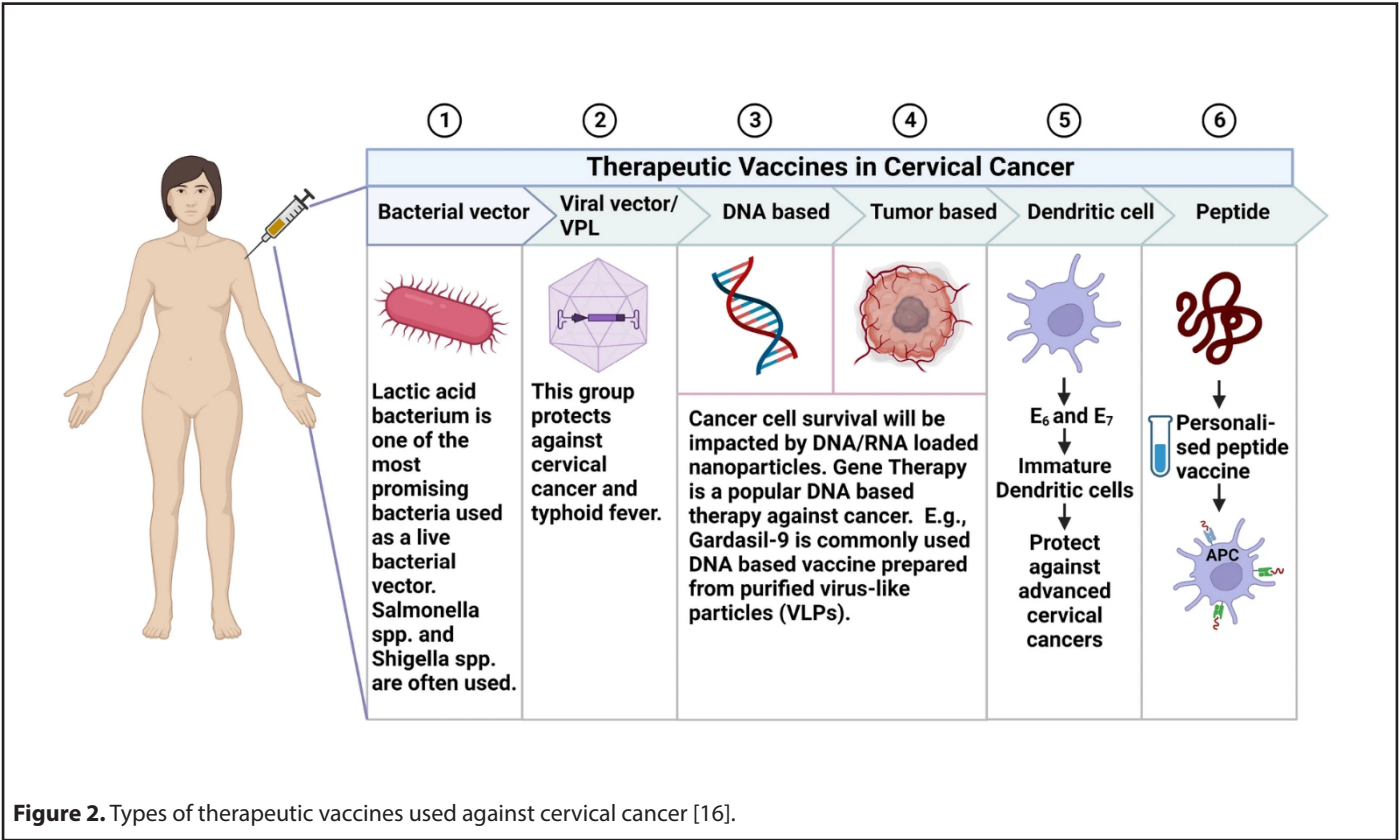 1
2
3
4
5
6
Therapeutic Vaccines in Cervical Cancer
Bacterial vector
Viral vector/
VPL
DNA based
Tumor based
Dendritic cell
Peptide
Lactic acid
bacterium is
one of the
most
promising
bacteria used
as a live
bacterial
vector.
Salmonella
spp. and
Shigella spp.
are often used.
This group
protects
against
cervical
cancer and
typhoid fever.
Cancer cell survival will be
impacted by DNA/RNA loaded
nanoparticles. Gene Therapy
is a popular DNA based
therapy against cancer. E.g.,
Gardasil-9 is commonly used
DNA based vaccine prepared
from purified virus-like
particles (VLPs).
E₆ and E₇
Immature
Dendritic cells
Protect
against
advanced
cervical
cancers
Personali-
sed peptide
vaccine
APC
Figure 2. Types of therapeutic vaccines used against cervical cancer [16].